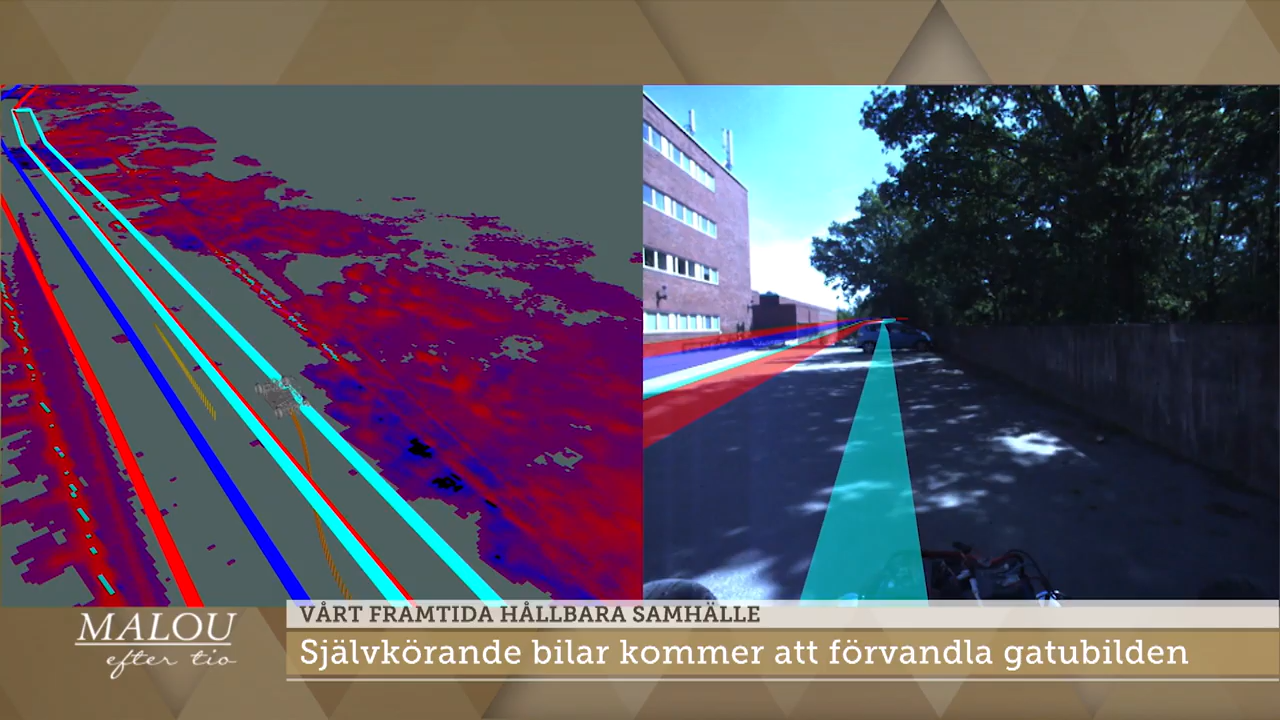 MALOU
efter tio
VÅRT FRAMTIDA HÅLLBARA SAMHÄLLE
Självkörande bilar kommer att förvandla gatubilden